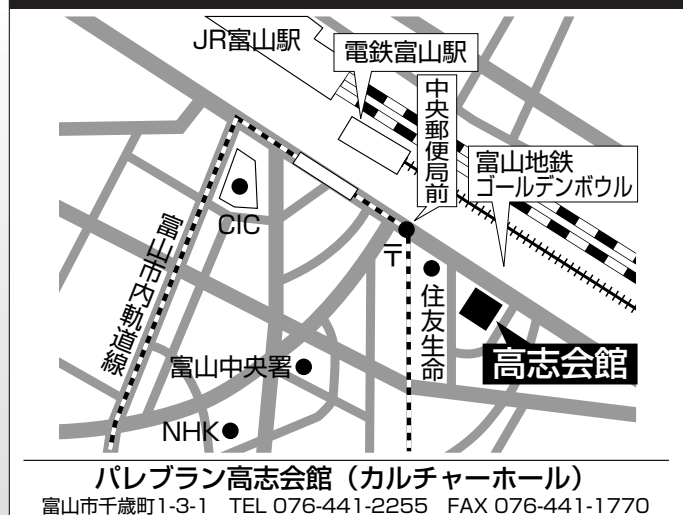 JR富山駅
電鉄富山駅
中央郵便局前
富山地鉄
ゴールデンボウル
CIC
〒
富山市内軌道線
住友生命
高志会館
富山中央署
NHK
パレブラン高志会館（カルチャーホール）
富山市千歳町1-3-1 TEL 076-441-2255 FAX 076-441-1770